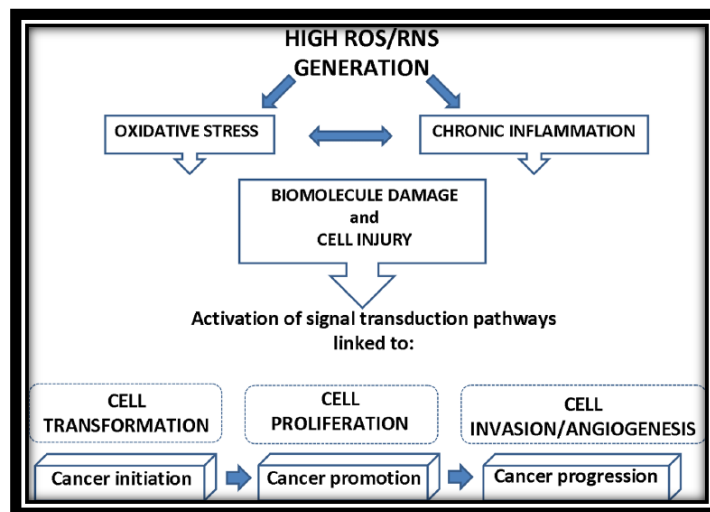 HIGH ROS/RNS
GENERATION
OXIDATIVE STRESS
CHRONIC INFLAMMATION
BIOMOLECULE DAMAGE
and
CELL INJURY
Activation of signal transduction pathways
linked to:
CELL
TRANSFORMATION
CELL
PROLIFERATION
CELL
INVASION/ANGIOGENESIS
Cancer initiation
Cancer promotion
Cancer progression